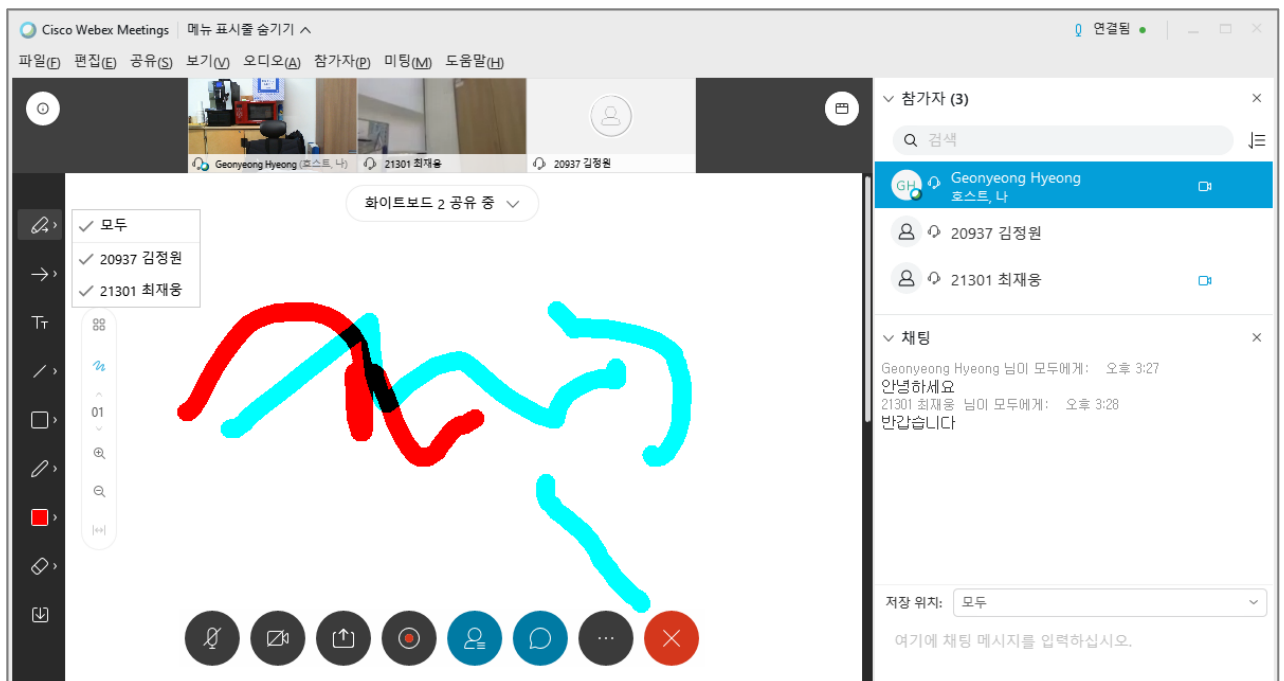 Cisco Webex Meetings 메뉴 표시줄 숨기기 연결됨
파일(F) 편집(E) 공유(S) 보기(V) 오디오(A) 참가자(P) 미팅(M) 도움말(H)
Geonyeong Hyeong (호스트, 나) 21301 최재웅 20937 김정원
화이트보드 2 공유 중
모두
20937 김정원
21301 최재웅
Tт
01
참가자 (3)
검색
GH Geonyeong Hyeong
호스트, 나
20937 김정원
21301 최재웅
채팅
Geonyeong Hyeong 님이 모두에게: 오후 3:27
안녕하세요
21301 최재웅 님이 모두에게: 오후 3:28
반갑습니다
저장 위치: 모두
여기에 채팅 메시지를 입력하십시오.